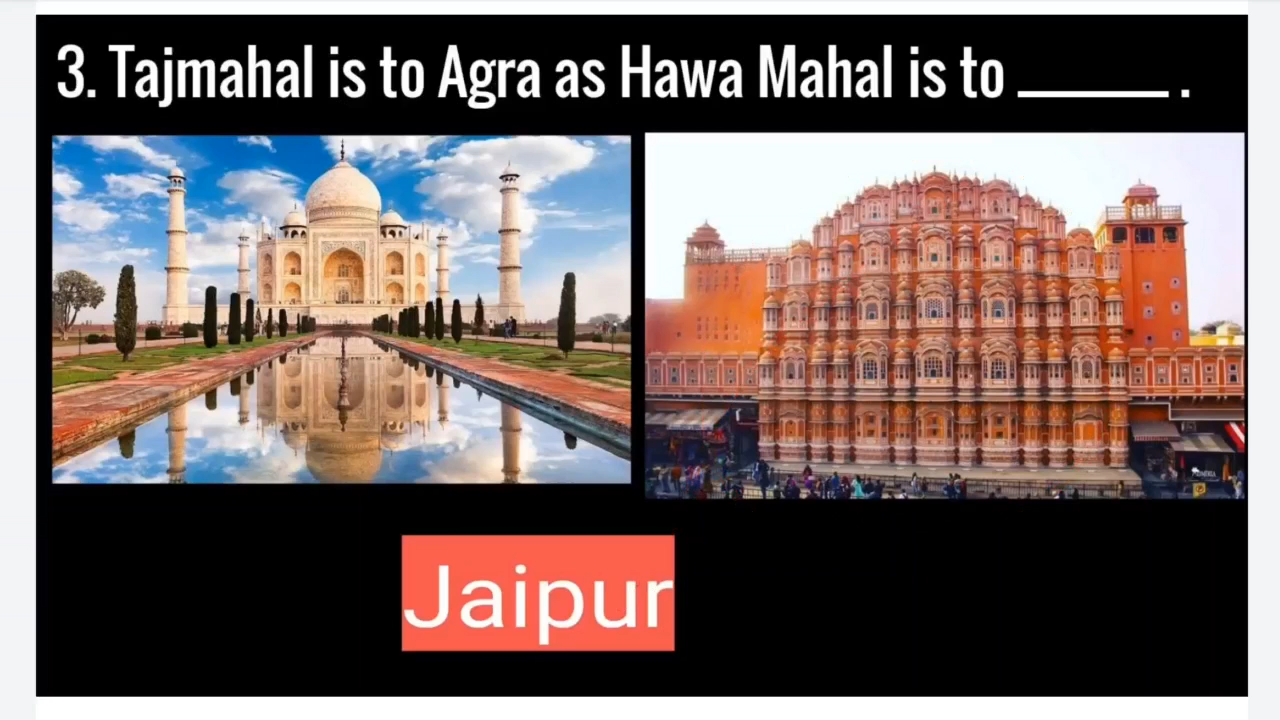 3. Tajmahal is to Agra as Hawa Mahal is to ______ .
Jaipur